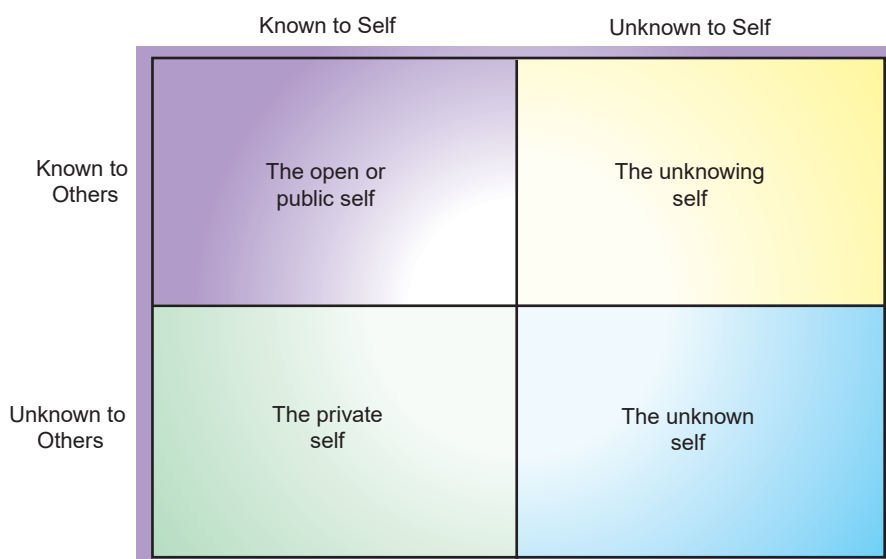 Known to Self
Unknown to Self
Known to
Others
The open or
public self
The unknowing
self
Unknown to
Others
The private
self
The unknown
self